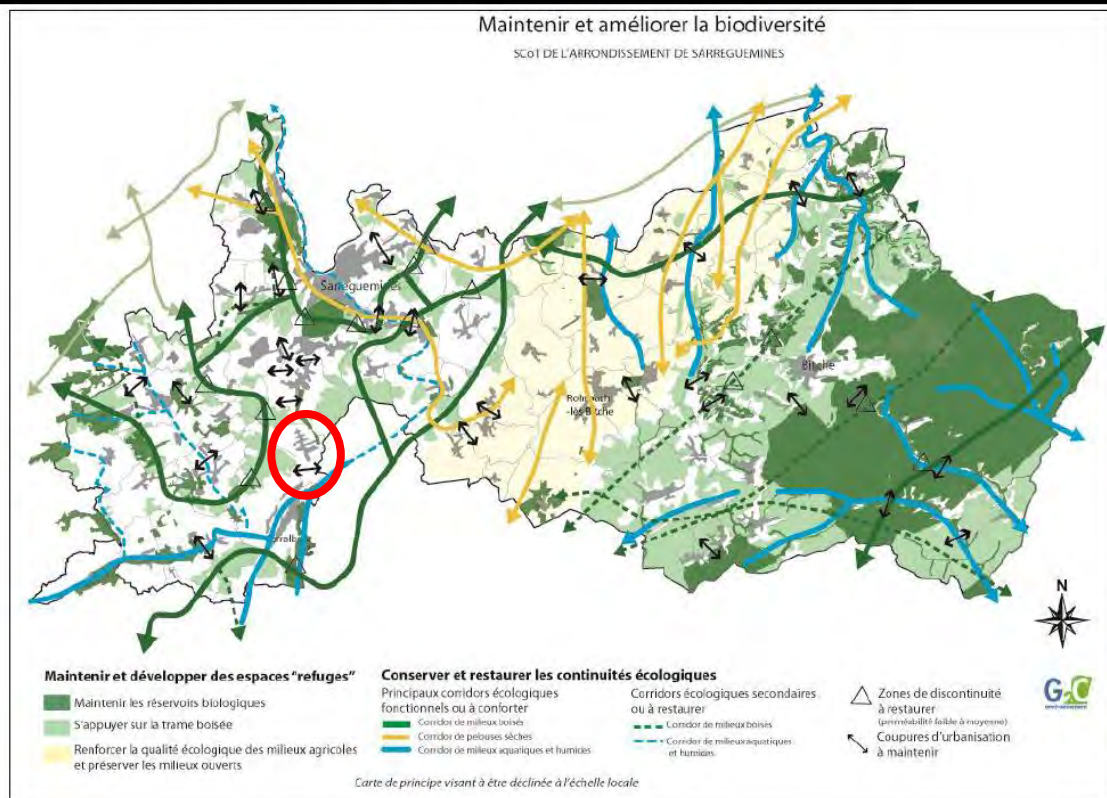 Maintenir et améliorer la biodiversité
SCoT DE L'ARRONDISSEMENT DE SARREGUEMINES
Sarreguemines
Bitche
-lès Bitche
N
Maintenir et développer des espaces "refuges"
Maintenir les réservoirs biologiques
S'appuyer sur la trame boisée
Renforcer la qualité écologique des milieux agricoles
et préserver les milieux ouverts
Conserver et restaurer les continuités écologiques
Principaux corridors écologiques
fonctionnels ou à conforter
Corridor de milieux boisés
Corridor de pelouses sèches
Corridor de milieux aquatiques et humides
Corridors écologiques secondaires
ou à restaurer
Corridor de milieux boisés
Corridor de milieux aquatiques
et humides
Zones de discontinuité
à restaurer
(perméabilité faible à moyenne)
Coupures d'urbanisation
à maintenir
G2C
environnement
Carte de principe visant à être déclinée à l'échelle locale